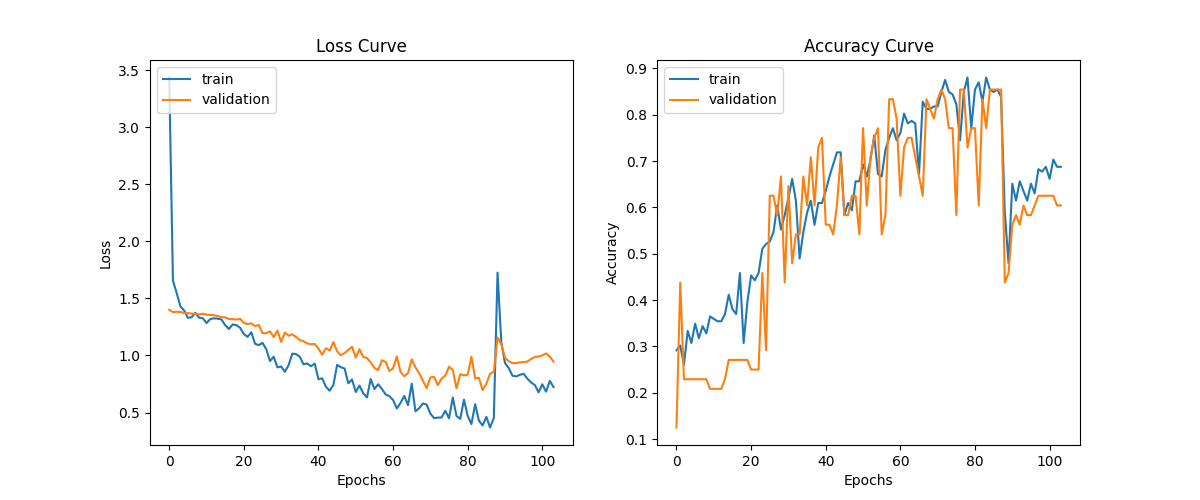 Loss Curve
3.5
3.0
2.5
2.0
1.5
1.0
0.5
Loss
train
validation
0 20 40 60 80 100
Epochs
Accuracy Curve
0.9
0.8
0.7
0.6
0.5
0.4
0.3
0.2
0.1
Accuracy
train
validation
0 20 40 60 80 100
Epochs